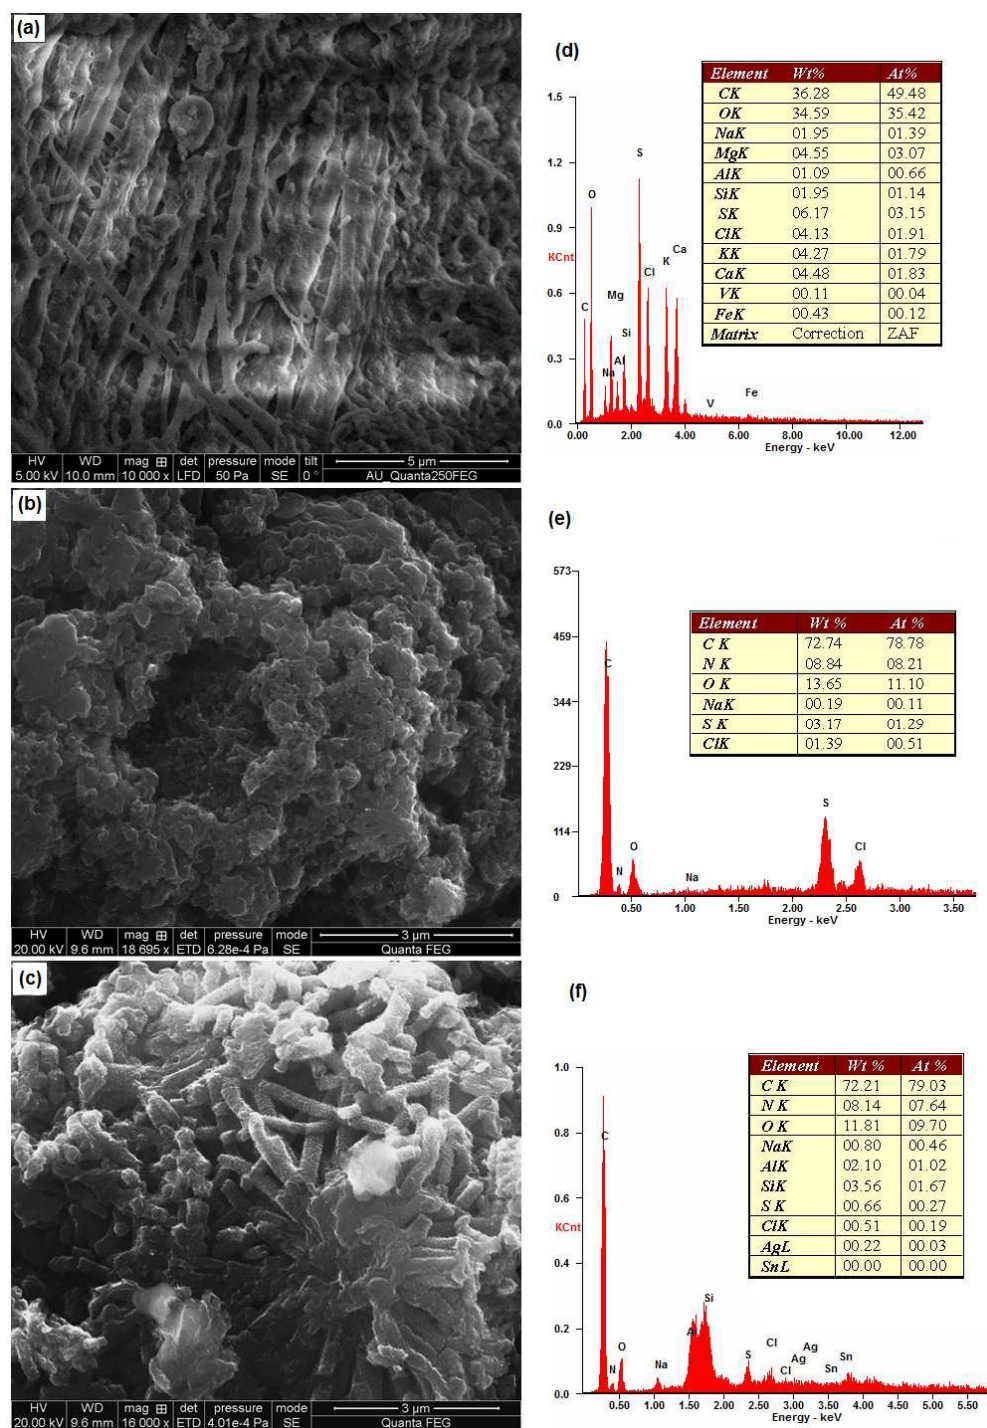 (a)
HV WD mag ⊞ det pressure mode tilt 5 µm
5.00 kV 10.0 mm 10 000 x LFD 50 Pa SE 0 ° AU_Quanta250FEG
(d)
Element Wt% At%
CK 36.28 49.48
OK 34.59 35.42
NaK 01.95 01.39
MgK 04.55 03.07
AlK 01.09 00.66
SiK 01.95 01.14
SK 06.17 03.15
ClK 04.13 01.91
KK 04.27 01.79
CaK 04.48 01.83
VK 00.11 00.04
FeK 00.43 00.12
Matrix Correction ZAF
1.5
1.2
0.9
KCnt
0.6
0.3
0.0
C O Na Mg Al Si S Cl K Ca V Fe
0.00 2.00 4.00 6.00 8.00 10.00 12.00
Energy - keV
(b)
HV WD mag ⊞ det pressure mode 3 µm
20.00 kV 9.6 mm 18 695 x ETD 6.28e-4 Pa SE Quanta FEG
(e)
Element Wt % At %
C K 72.74 78.78
N K 08.84 08.21
O K 13.65 11.10
NaK 00.19 00.11
S K 03.17 01.29
ClK 01.39 00.51
573
459
344
229
114
0
C N O Na S Cl
0.50 1.00 1.50 2.00 2.50 3.00 3.50
Energy - keV
(c)
HV WD mag ⊞ det pressure mode 3 µm
20.00 kV 9.6 mm 16 000 x ETD 4.01e-4 Pa SE Quanta FEG
(f)
Element Wt % At %
C K 72.21 79.03
N K 08.14 07.64
O K 11.81 09.70
NaK 00.80 00.46
AlK 02.10 01.02
SiK 03.56 01.67
S K 00.66 00.27
ClK 00.51 00.19
AgL 00.22 00.03
SnL 00.00 00.00
1.0
0.8
0.6
KCnt
0.4
0.2
0.0
C N O Na Al Si S Cl Cl Ag Ag Sn Sn
0.50 1.00 1.50 2.00 2.50 3.00 3.50 4.00 4.50 5.00 5.50
Energy - keV